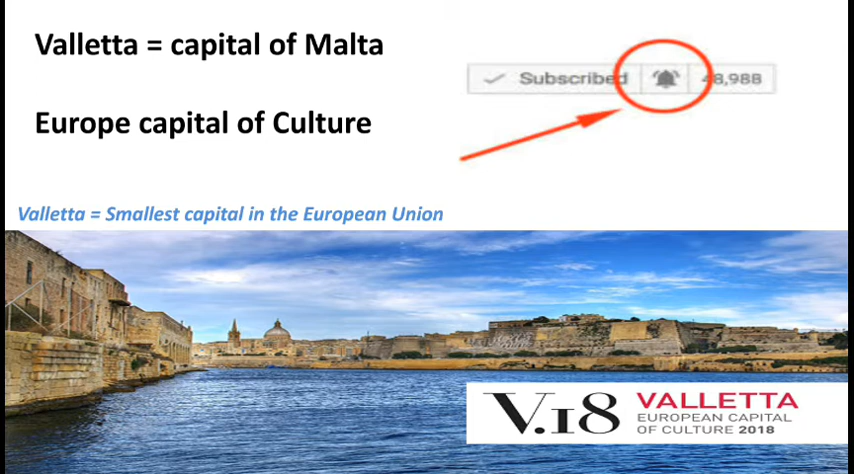 Valletta = capital of Malta
Subscribed 48,988
Europe capital of Culture
Valletta = Smallest capital in the European Union
V.18 VALLETTA
EUROPEAN CAPITAL
OF CULTURE 2018